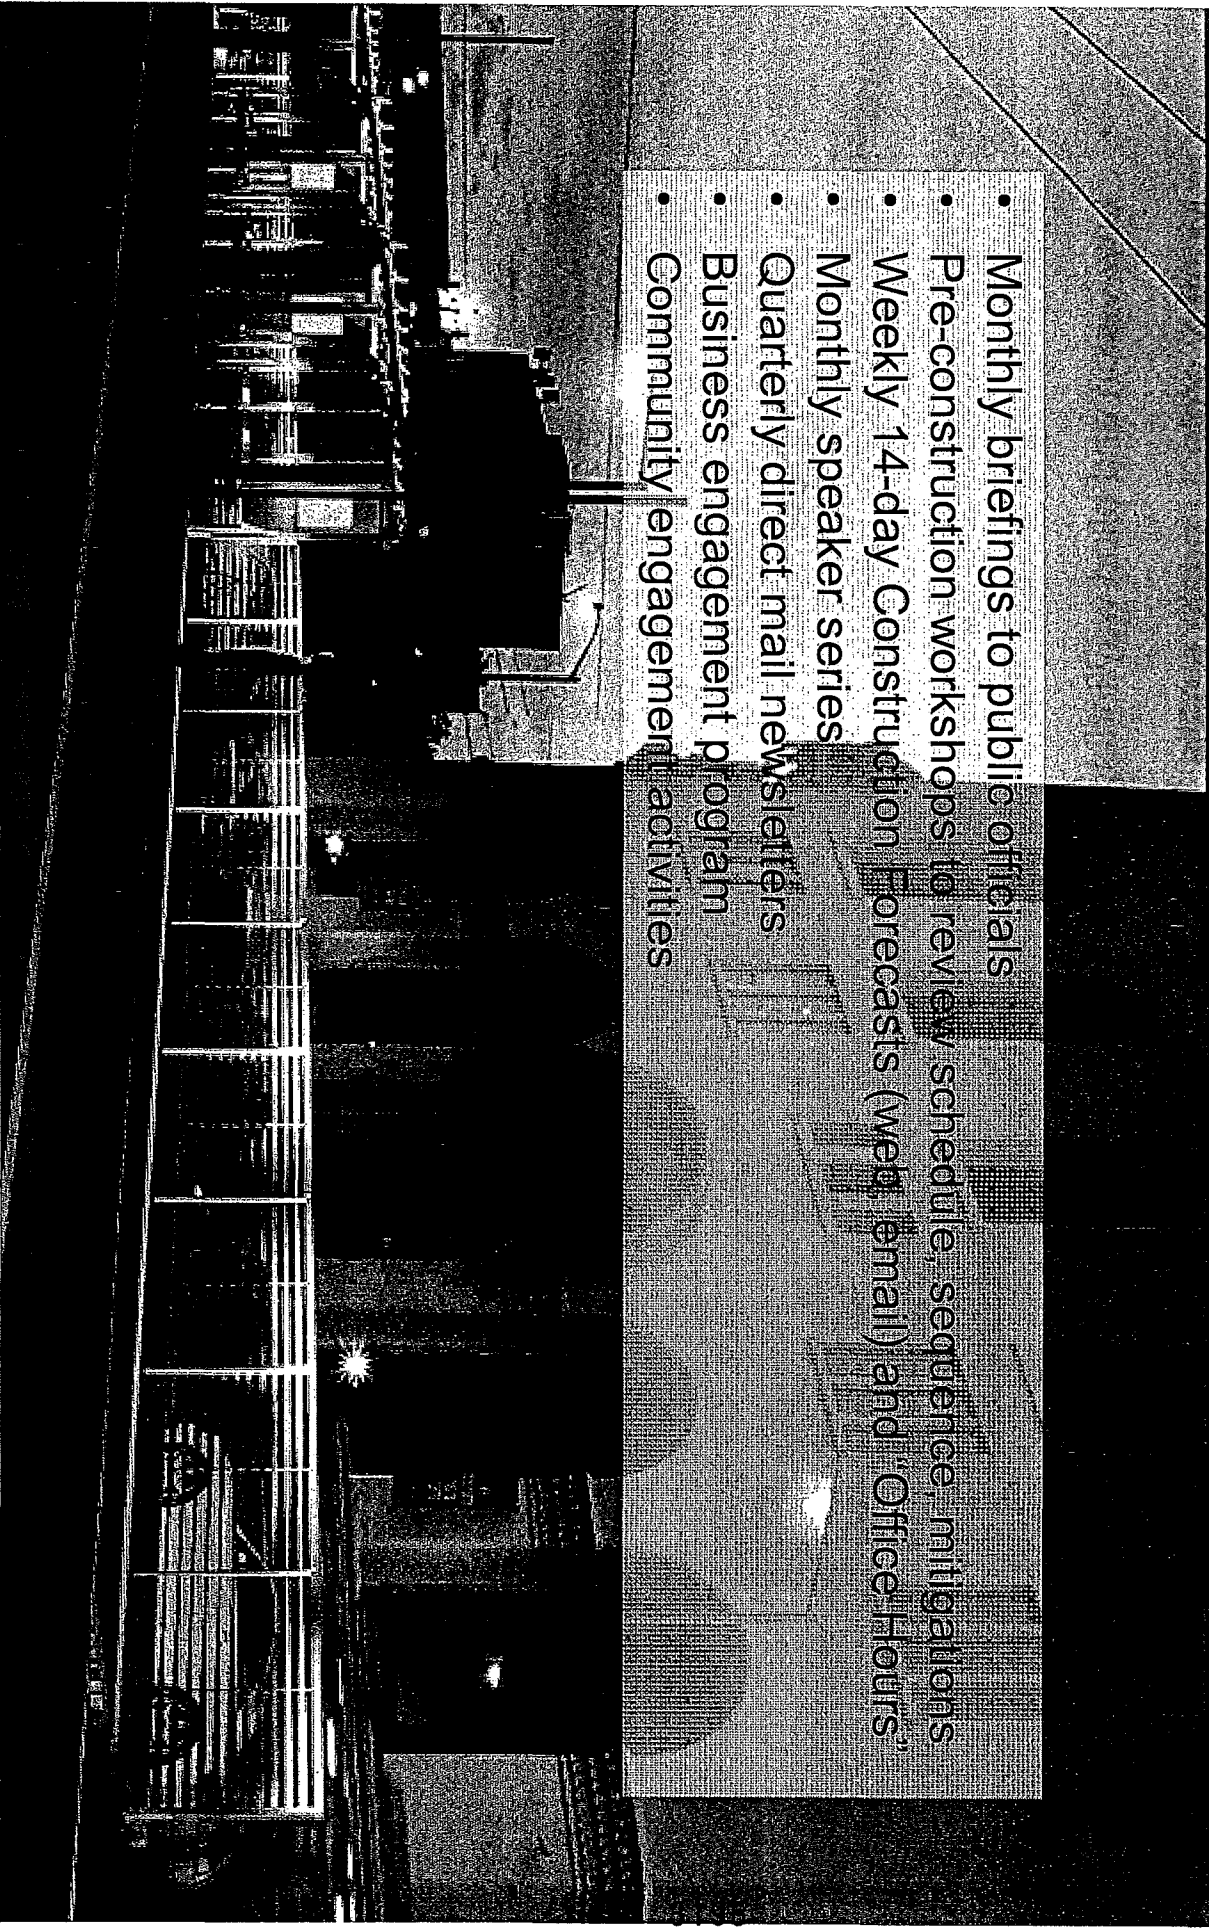 • Monthly briefings to public officials
• Pre-construction workshops to review schedule, sequence, mitigations
• Weekly 14-day Construction Forecasts (web, email) and “Office Hours”
• Monthly speaker series
• Quarterly direct mail newsletters
• Business engagement program
• Community engagement activities